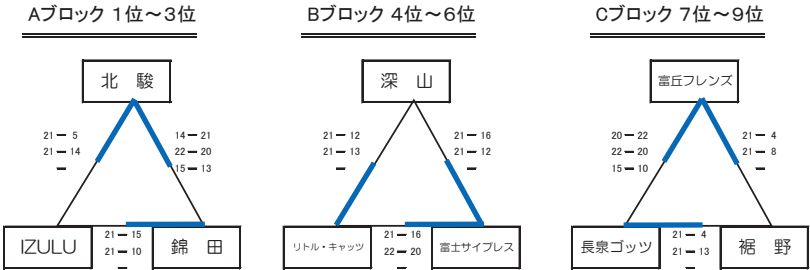 Aブロック 1位～3位
北 駿
21 ー 5
21 ー 14
ー
14 ー 21
22 ー 20
15 ー 13
IZULU
21 ー 15
21 ー 10
ー
錦 田
Bブロック 4位～6位
深 山
21 ー 12
21 ー 13
ー
21 ー 16
21 ー 12
ー
リトル・キャッツ
21 ー 16
22 ー 20
ー
富士サイプレス
Cブロック 7位～9位
富丘フレンズ
20 ー 22
22 ー 20
15 ー 10
21 ー 4
21 ー 8
ー
長泉ゴッツ
21 ー 4
21 ー 13
ー
裾 野